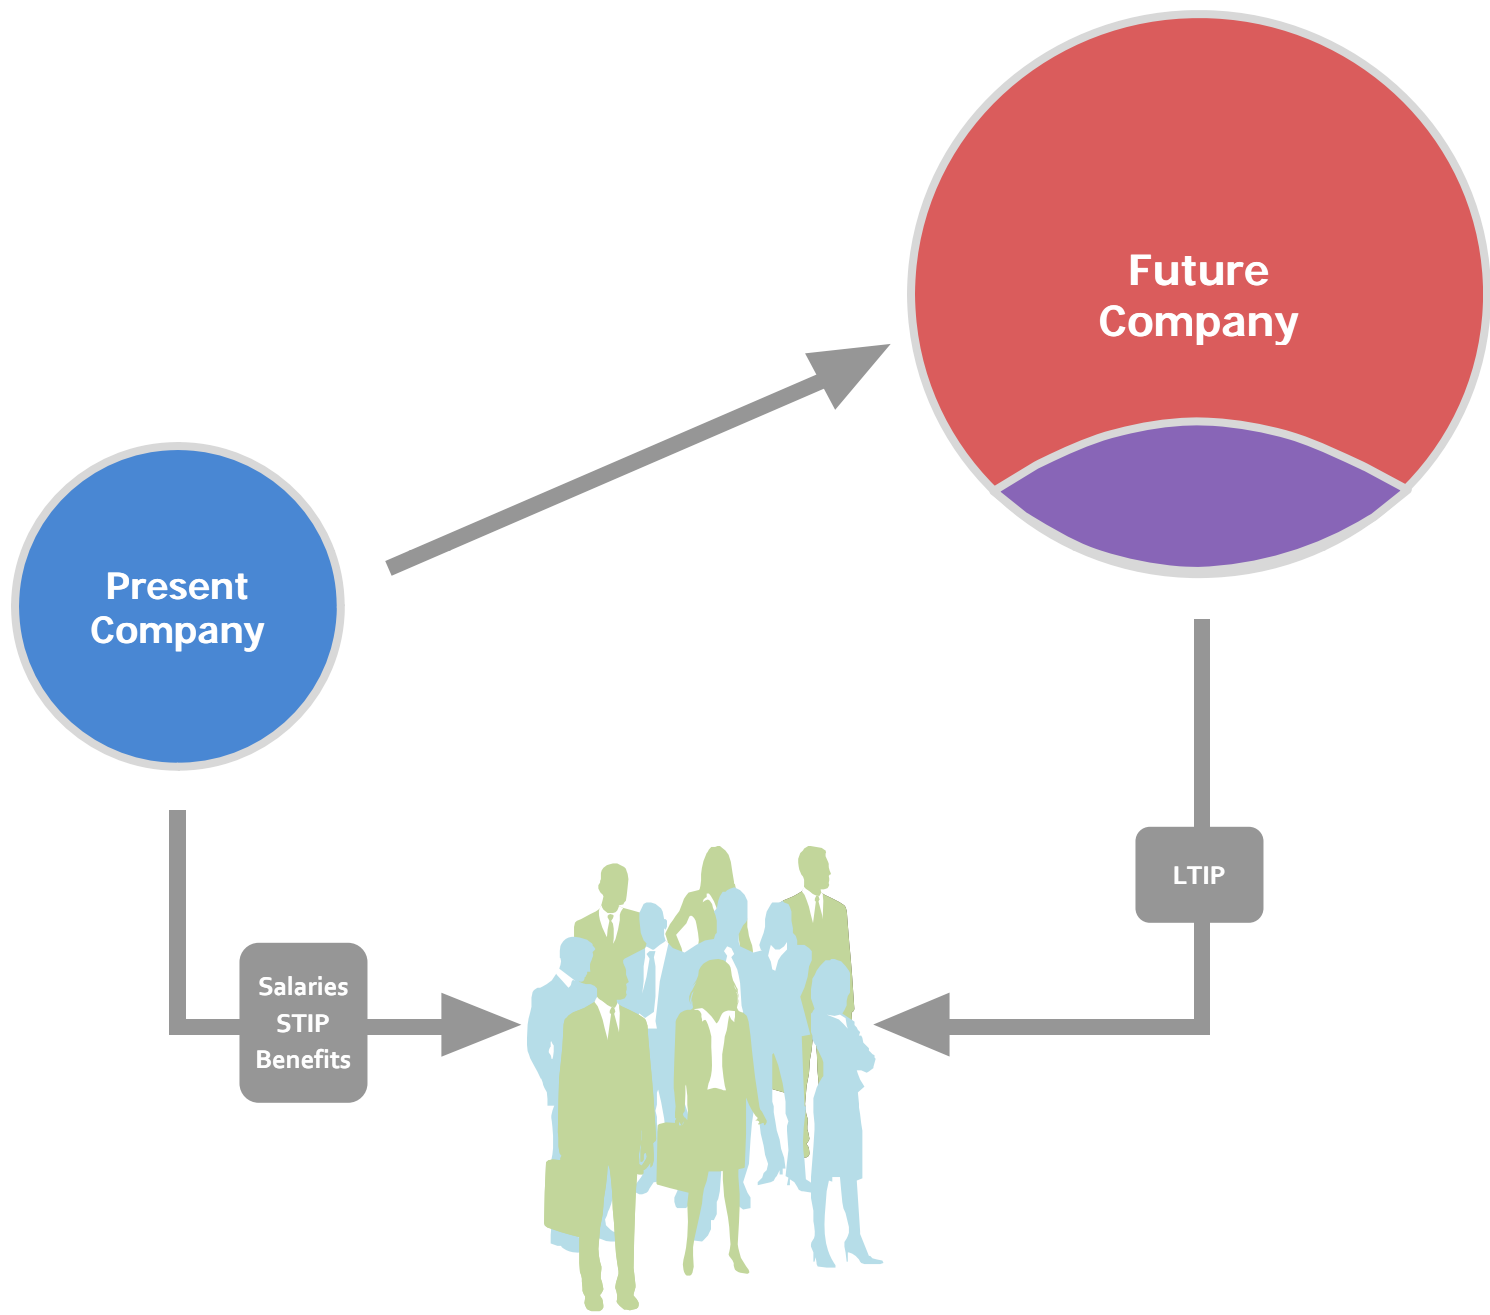 Future
Company
Present
Company
LTIP
Salaries
STIP
Benefits